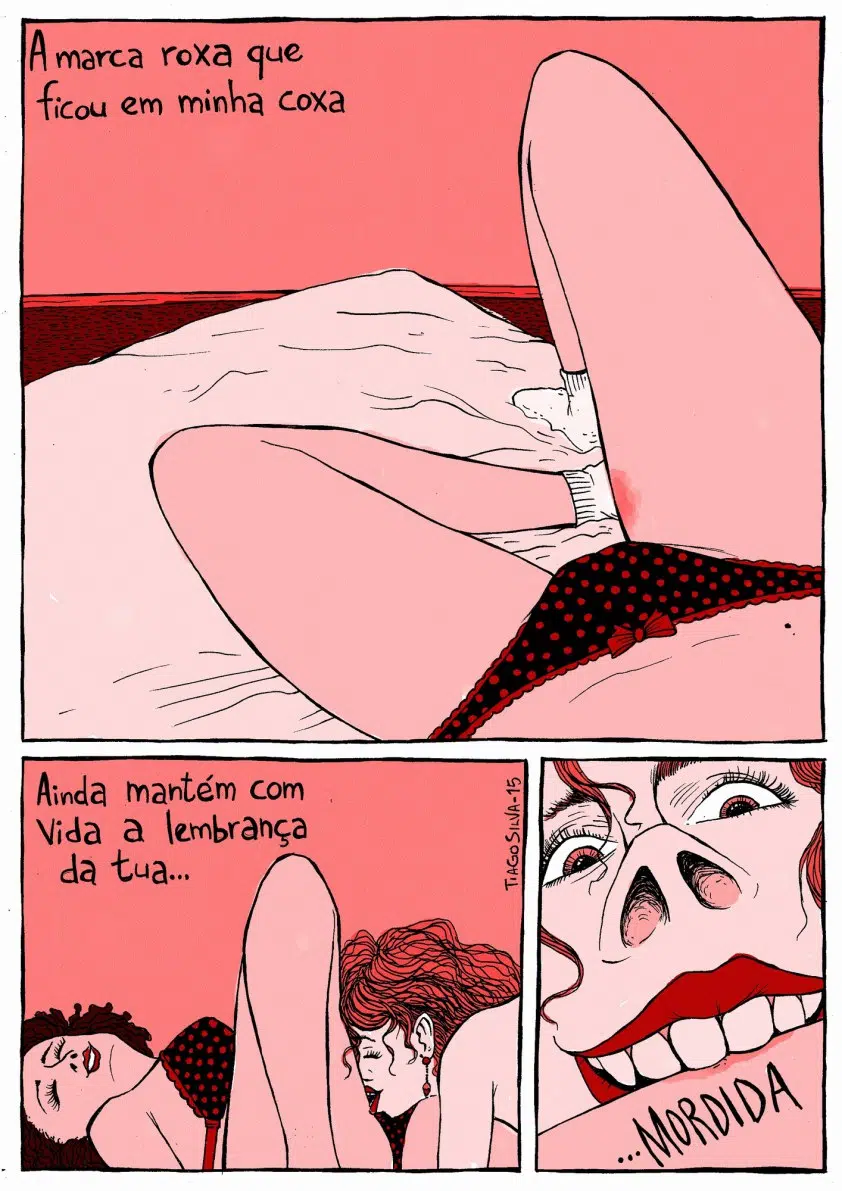 A marca roxa que
ficou em minha coxa
Ainda mantém com
vida a lembrança
da tua...
TIAGO SILVA-15
...MORDIDA